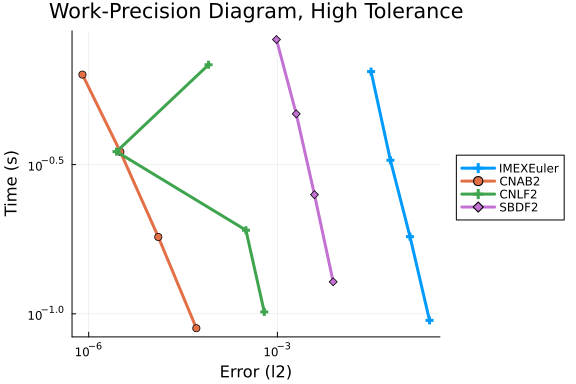 Work-Precision Diagram, High Tolerance
Time (s)
10^-0.5
10^-1.0
10^-6
10^-3
Error (l2)
IMEXEuler
CNAB2
CNLF2
SBDF2